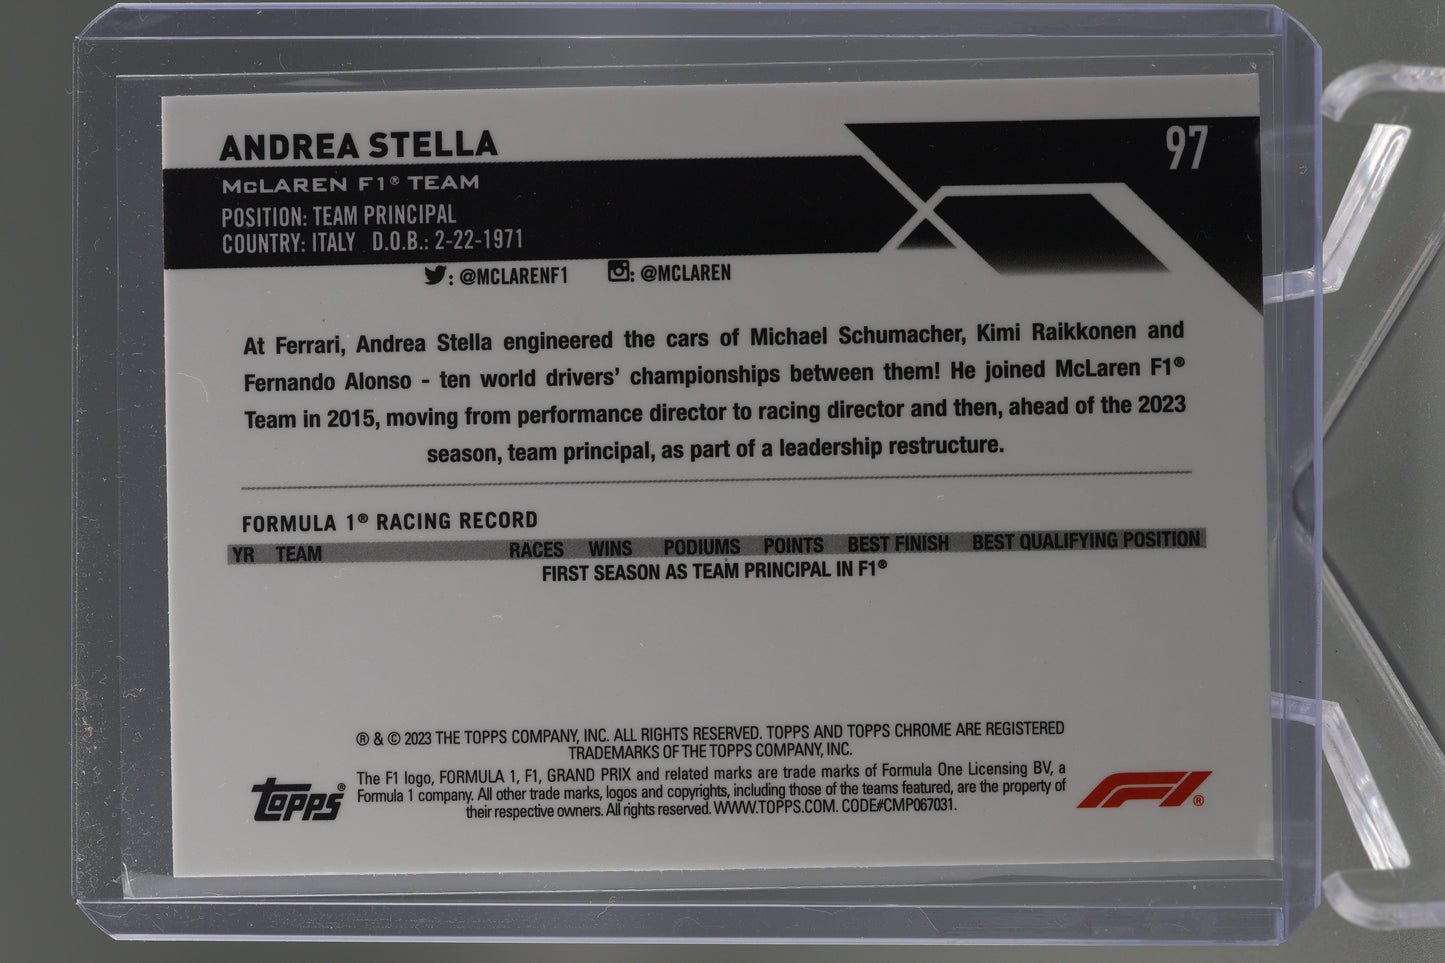 ANDREA STELLA
97
McLAREN F1® TEAM
POSITION: TEAM PRINCIPAL
COUNTRY: ITALY D.O.B.: 2-22-1971
: @MCLARENF1 : @MCLAREN
At Ferrari, Andrea Stella engineered the cars of Michael Schumacher, Kimi Raikkonen and
Fernando Alonso - ten world drivers' championships between them! He joined McLaren F1®
Team in 2015, moving from performance director to racing director and then, ahead of the 2023
season, team principal, as part of a leadership restructure.
FORMULA 1® RACING RECORD
YR TEAM RACES WINS PODIUMS POINTS BEST FINISH BEST QUALIFYING POSITION
FIRST SEASON AS TEAM PRINCIPAL IN F1®
® & © 2023 THE TOPPS COMPANY, INC. ALL RIGHTS RESERVED. TOPPS AND TOPPS CHROME ARE REGISTERED
TRADEMARKS OF THE TOPPS COMPANY, INC.
The F1 logo, FORMULA 1, F1, GRAND PRIX and related marks are trade marks of Formula One Licensing BV, a
Formula 1 company. All other trade marks, logos and copyrights, including those of the teams featured, are the property of
their respective owners. All rights reserved. WWW.TOPPS.COM. CODE#CMP067031.
topps®
F1®